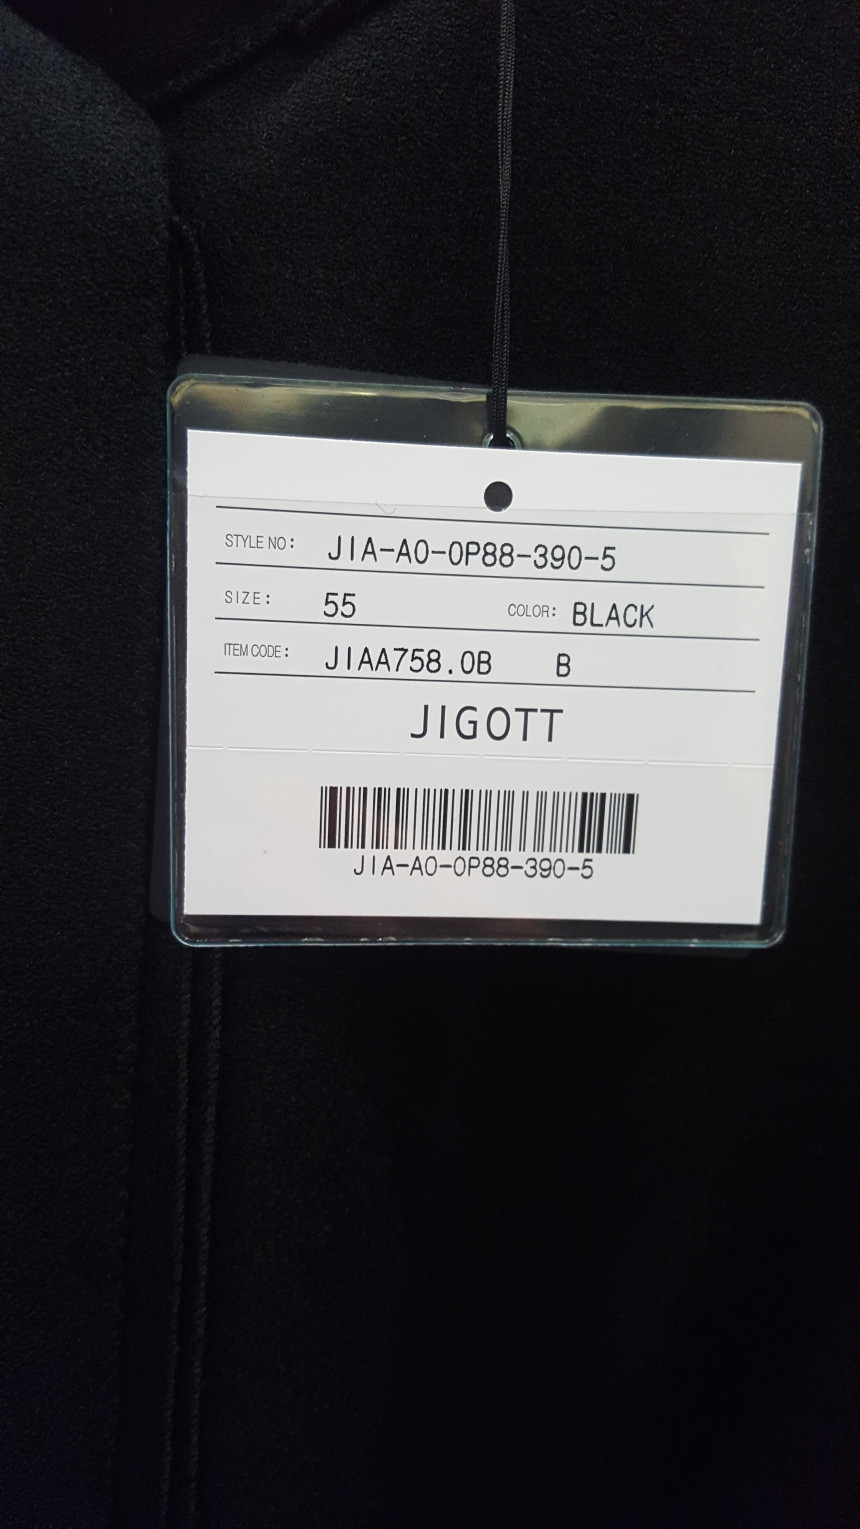 STYLE NO: JIA-A0-0P88-390-5
SIZE: 55 COLOR: BLACK
ITEM CODE: JIAA758.0B B
JIGOTT
JIA-A0-0P88-390-5